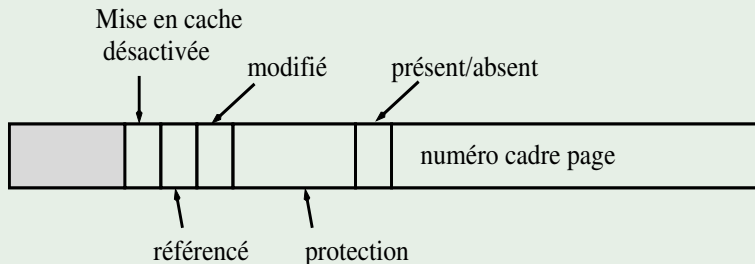 Mise en cache
désactivée
modifié
présent/absent
numéro cadre page
référencé
protection